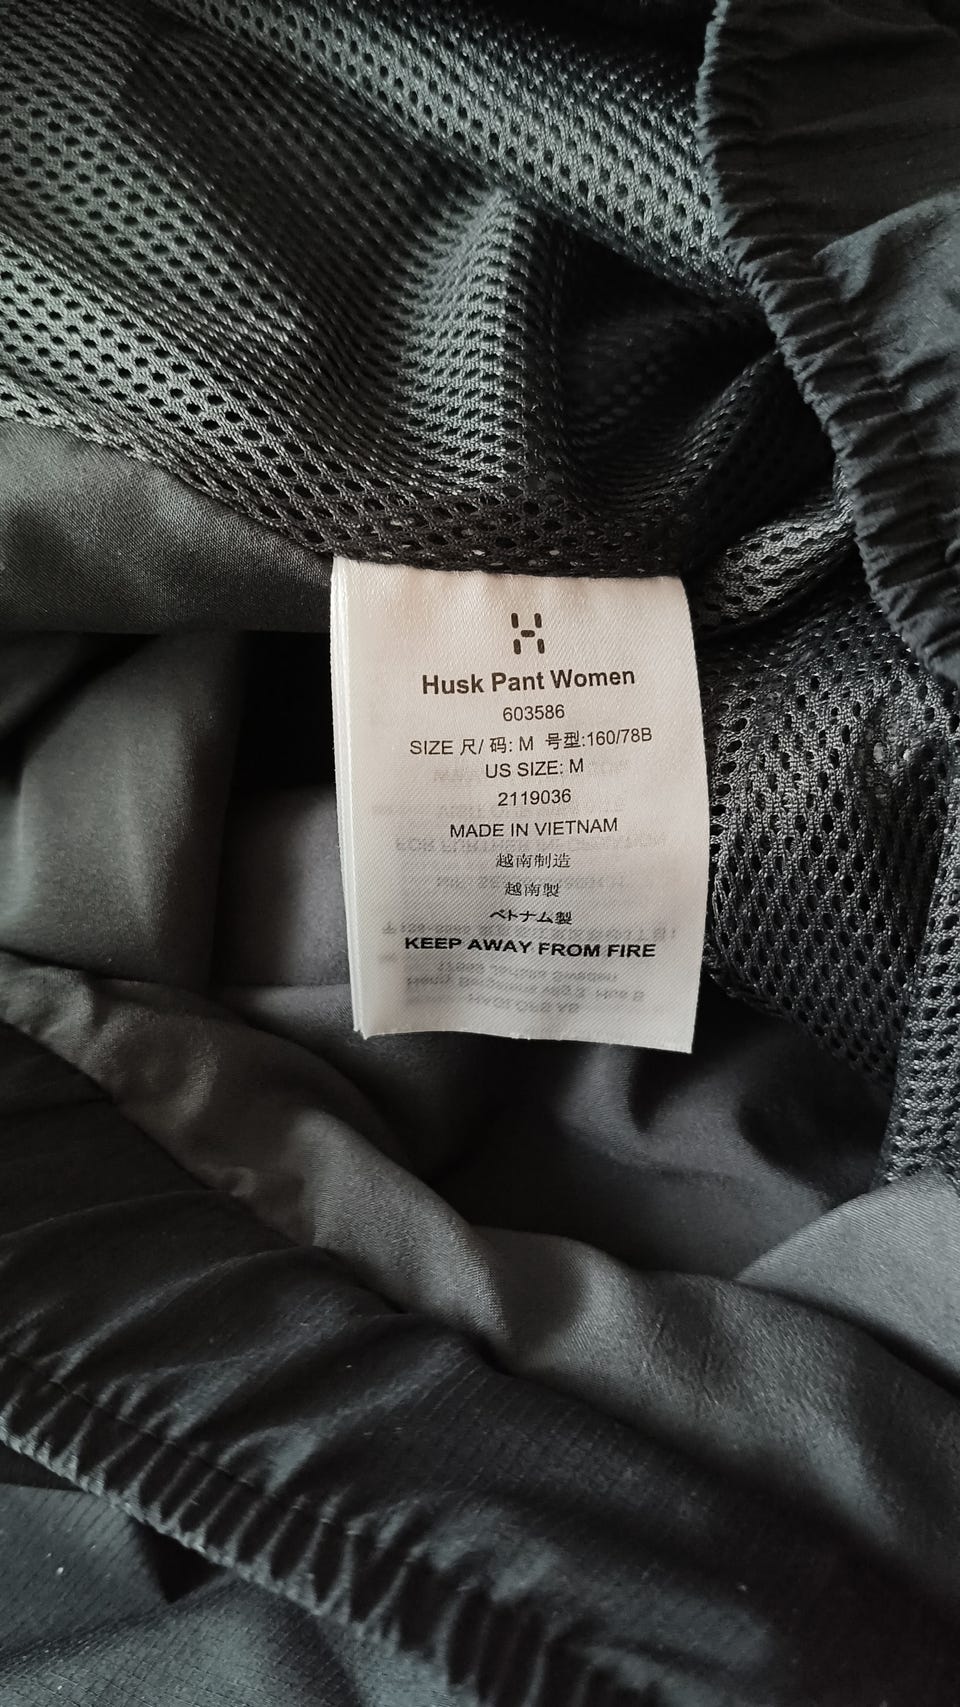 Husk Pant Women
603586
SIZE 尺/ 码: M 号型:160/78B
US SIZE: M
2119036
MADE IN VIETNAM
越南制造
越南製
ベトナム製
KEEP AWAY FROM FIRE